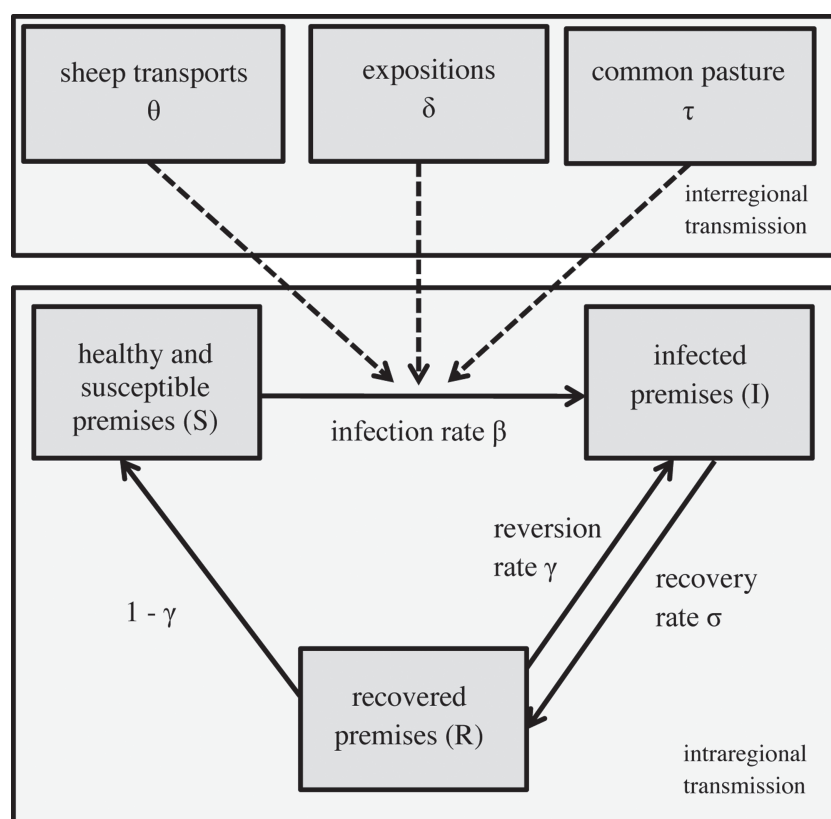 sheep transports
θ
expositions
δ
common pasture
τ
interregional
transmission
healthy and
susceptible
premises (S)
infected
premises (I)
infection rate β
reversion
rate γ
recovery
rate σ
1 - γ
recovered
premises (R)
intraregional
transmission